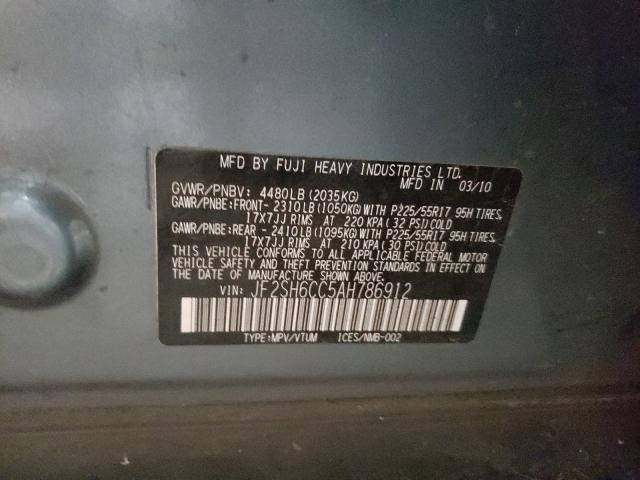 MFD BY FUJI HEAVY INDUSTRIES LTD.
MFD IN 03/10
GVWR/PNBV: 4480LB (2035KG)
GAWR/PNBE:FRONT- 2310LB(1050KG)WITH P225/55R17 95H TIRES,
17X7JJ RIMS AT 220 KPA( 32 PSI)COLD
GAWR/PNBE:REAR - 2410LB(1095KG)WITH P225/55R17 95H TIRES,
17X7JJ RIMS AT 210 KPA( 30 PSI)COLD
THIS VEHICLE CONFORMS TO ALL APPLICABLE FEDERAL MOTOR
VEHICLE SAFETY AND THEFT PREVENTION STANDARDS IN EFFECT
ON THE DATE OF MANUFACTURE SHOWN ABOVE.
VIN: JF2SH6CC5AH786912
TYPE:MPV/VTUM ICES/NMB-002